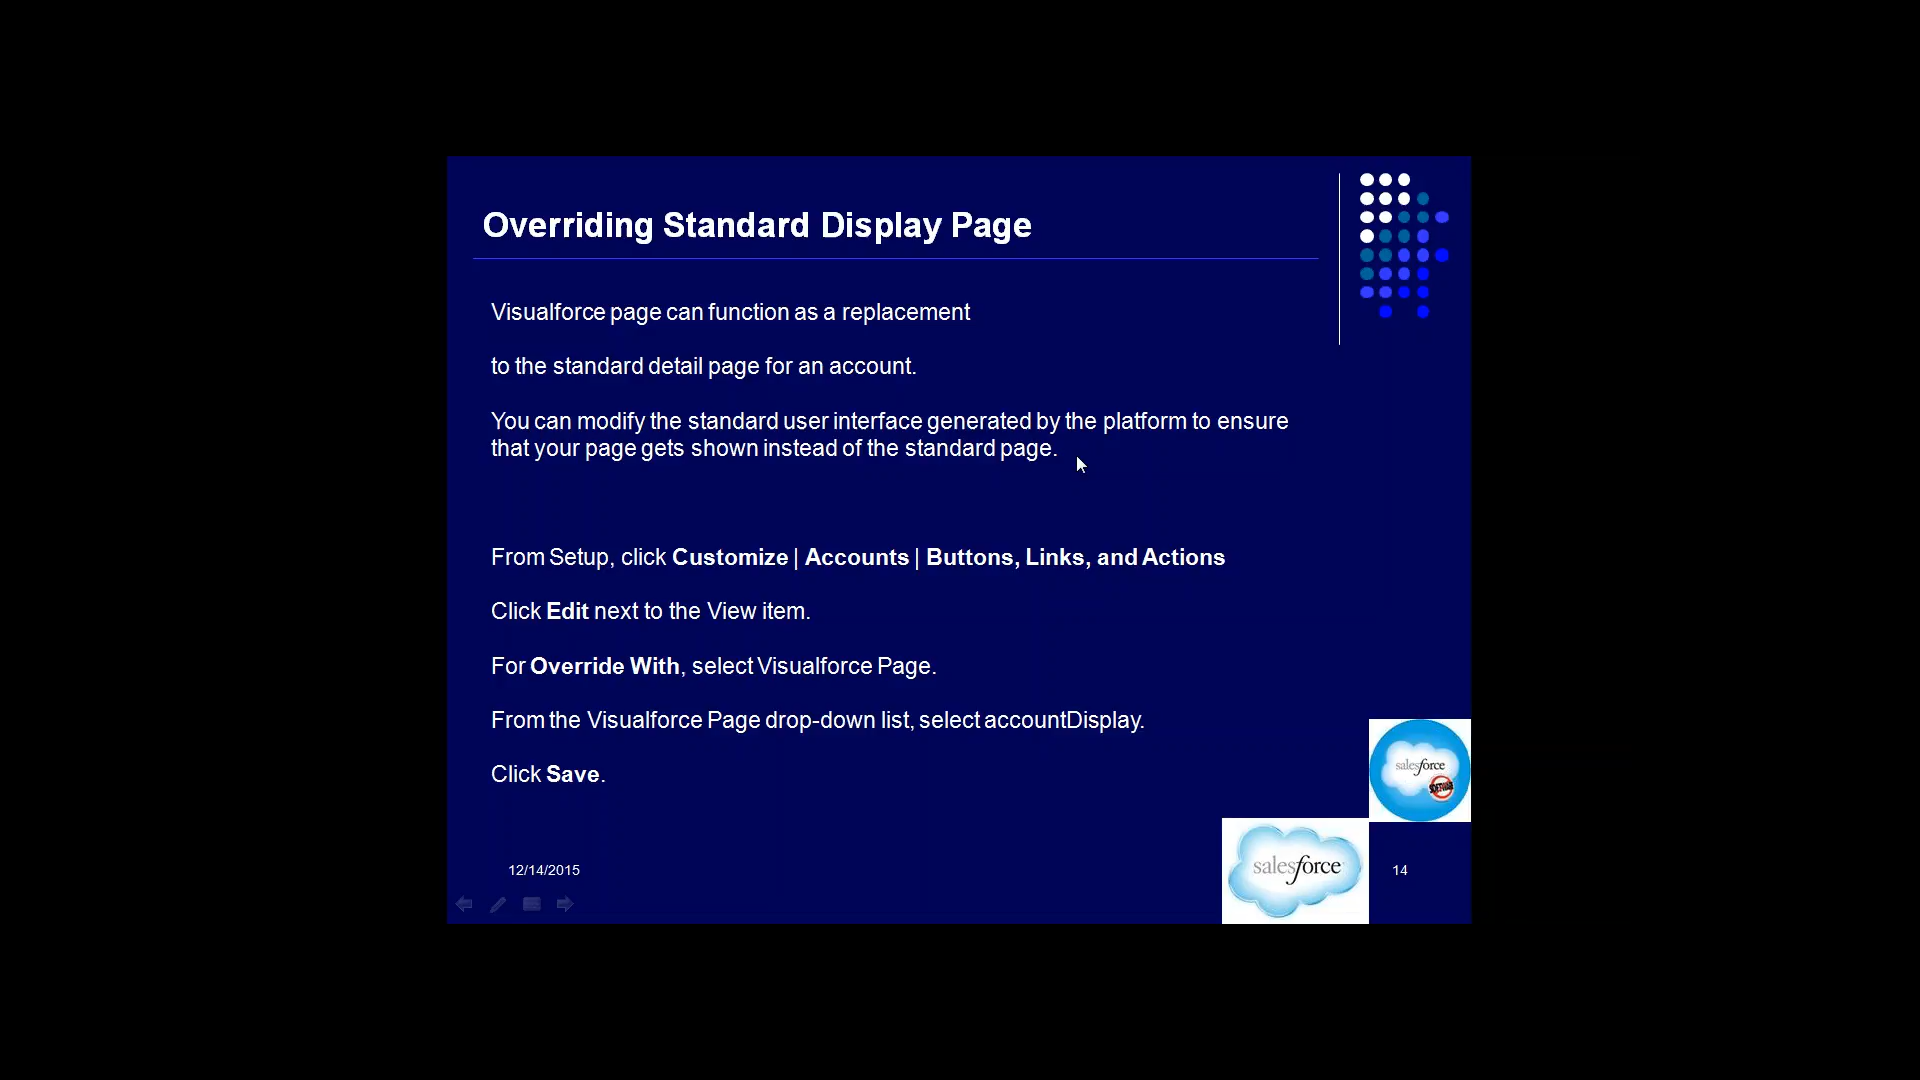 Overriding Standard Display Page
Visualforce page can function as a replacement
to the standard detail page for an account.
You can modify the standard user interface generated by the platform to ensure
that your page gets shown instead of the standard page.
From Setup, click Customize | Accounts | Buttons, Links, and Actions
Click Edit next to the View item.
For Override With, select Visualforce Page.
From the Visualforce Page drop-down list, select accountDisplay.
Click Save.
salesforce
SOFTWARE
12/14/2015
salesforce
14